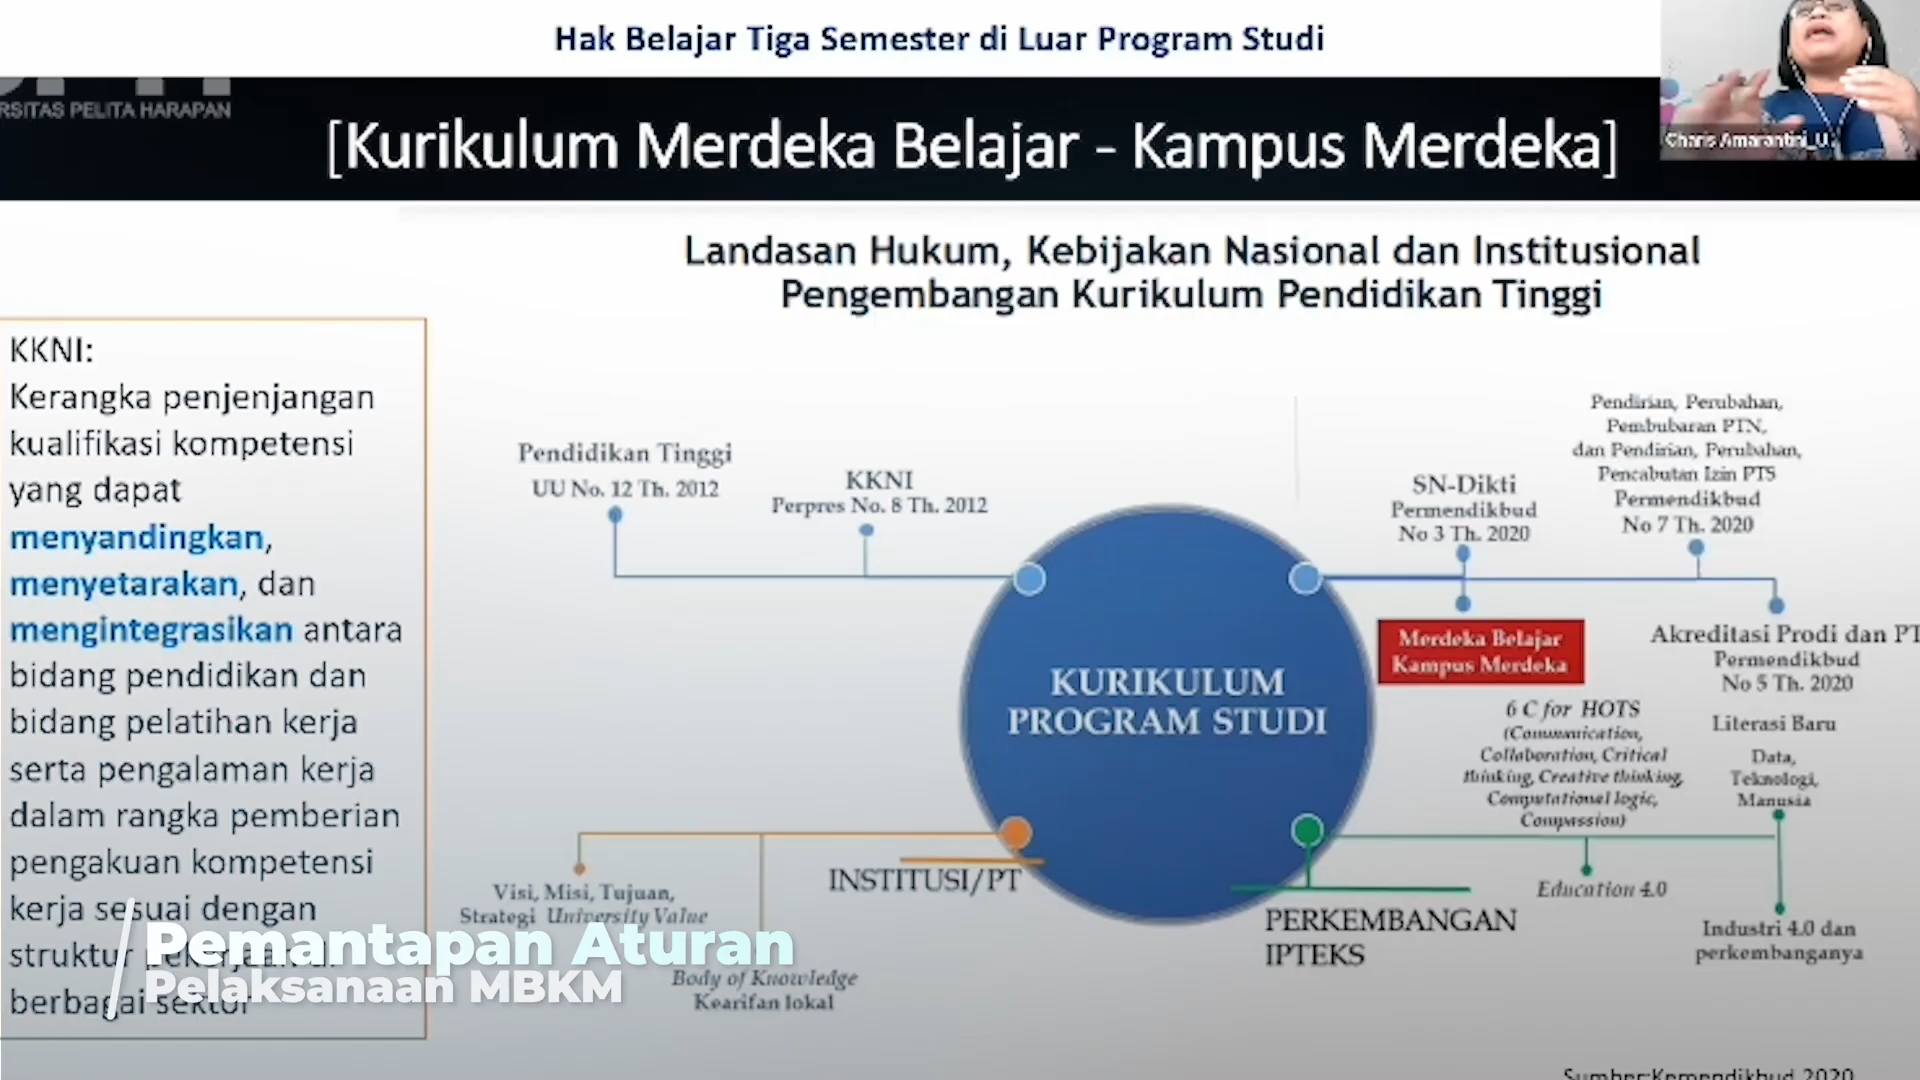 Hak Belajar Tiga Semester di Luar Program Studi
RSITAS PELITA HARAPAN
[Kurikulum Merdeka Belajar - Kampus Merdeka]
Charis Amarantini_U
Landasan Hukum, Kebijakan Nasional dan Institusional
Pengembangan Kurikulum Pendidikan Tinggi
KKNI:
Kerangka penjenjangan
kualifikasi kompetensi
yang dapat
menyandingkan,
menyetarakan, dan
mengintegrasikan antara
bidang pendidikan dan
bidang pelatihan kerja
serta pengalaman kerja
dalam rangka pemberian
pengakuan kompetensi
kerja sesuai dengan
struktur pekerjaan di
berbagai sektor
Pemantapan Aturan
Pelaksanaan MBKM
Pendidikan Tinggi
UU No. 12 Th. 2012
KKNI
Perpres No. 8 Th. 2012
SN-Dikti
Permendikbud
No 3 Th. 2020
Pendirian, Perubahan,
Pembubaran PTN,
dan Pendirian, Perubahan,
Pencabutan Izin PTS
Permendikbud
No 7 Th. 2020
KURIKULUM
PROGRAM STUDI
Merdeka Belajar
Kampus Merdeka
Akreditasi Prodi dan PT
Permendikbud
No 5 Th. 2020
6 C for HOTS
(Communication,
Collaboration, Critical
thinking, Creative thinking,
Computational logic,
Compassion)
Literasi Baru
Data,
Teknologi,
Manusia
INSTITUSI/PT
Visi, Misi, Tujuan,
Strategi University Value
Body of Knowledge
Kearifan lokal
PERKEMBANGAN
IPTEKS
Education 4.0
Industri 4.0 dan
perkembanganya
Sumber:Kemendikbud 2020